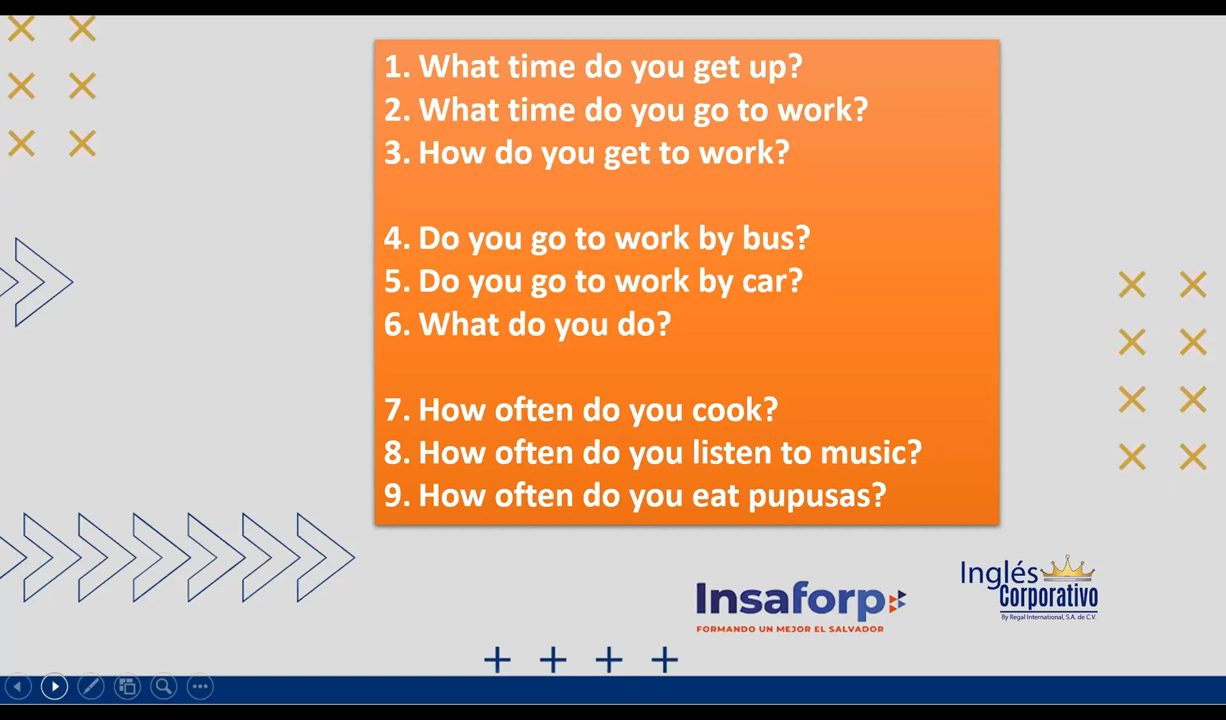 1. What time do you get up?
2. What time do you go to work?
3. How do you get to work?
4. Do you go to work by bus?
5. Do you go to work by car?
6. What do you do?
7. How often do you cook?
8. How often do you listen to music?
9. How often do you eat pupusas?
Insaforp
FORMANDO UN MEJOR EL SALVADOR
Inglés
Corporativo
By Regal International, S.A. de C.V.